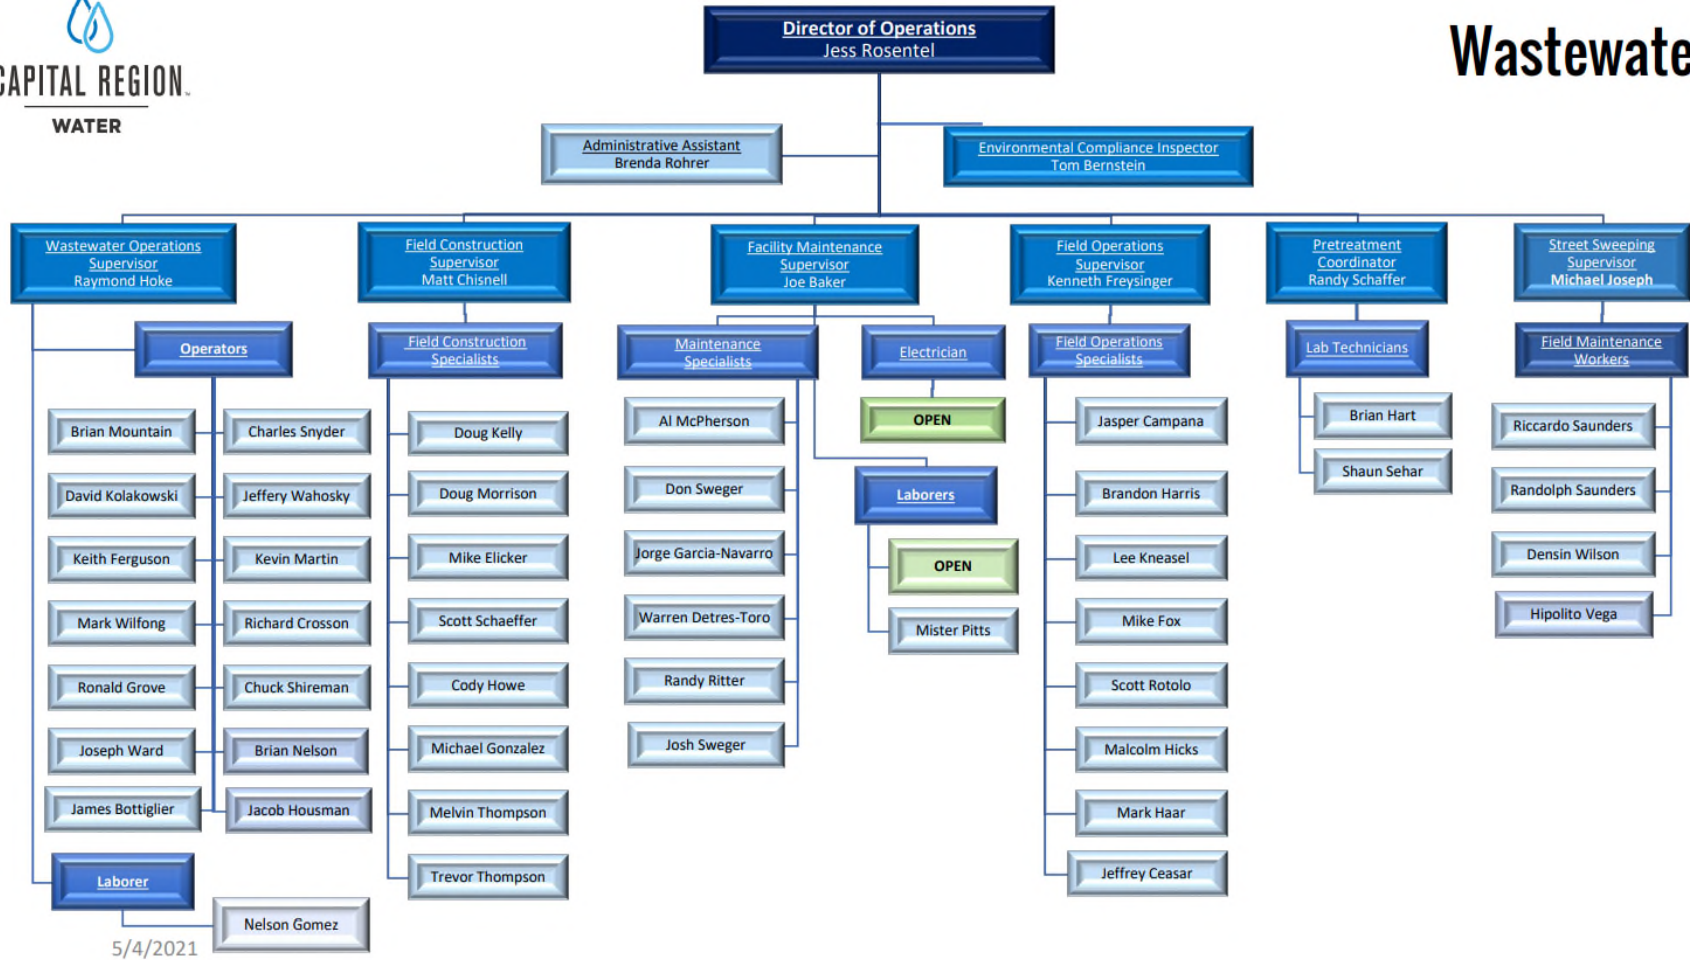 CAPITAL REGION
WATER
Director of Operations
Jess Rosentel
Wastewate
Administrative Assistant
Brenda Rohrer
Environmental Compliance Inspector
Tom Bernstein
Wastewater Operations
Supervisor
Raymond Hoke
Operators
Brian Mountain
Charles Snyder
David Kolakowski
Jeffery Wahosky
Keith Ferguson
Kevin Martin
Mark Wilfong
Richard Crosson
Ronald Grove
Chuck Shireman
Joseph Ward
Brian Nelson
James Bottiglier
Jacob Housman
Laborer
Nelson Gomez
Field Construction
Supervisor
Matt Chisnell
Field Construction
Specialists
Doug Kelly
Doug Morrison
Mike Elicker
Scott Schaeffer
Cody Howe
Michael Gonzalez
Melvin Thompson
Trevor Thompson
Facility Maintenance
Supervisor
Joe Baker
Maintenance
Specialists
Al McPherson
Don Sweger
Jorge Garcia-Navarro
Warren Detres-Toro
Randy Ritter
Josh Sweger
Electrician
OPEN
Laborers
OPEN
Mister Pitts
Field Operations
Supervisor
Kenneth Freysinger
Field Operations
Specialists
Jasper Campana
Brandon Harris
Lee Kneasel
Mike Fox
Scott Rotolo
Malcolm Hicks
Mark Haar
Jeffrey Ceasar
Pretreatment
Coordinator
Randy Schaffer
Lab Technicians
Brian Hart
Shaun Sehar
Street Sweeping
Supervisor
Michael Joseph
Field Maintenance
Workers
Riccardo Saunders
Randolph Saunders
Densin Wilson
Hipolito Vega
5/4/2021